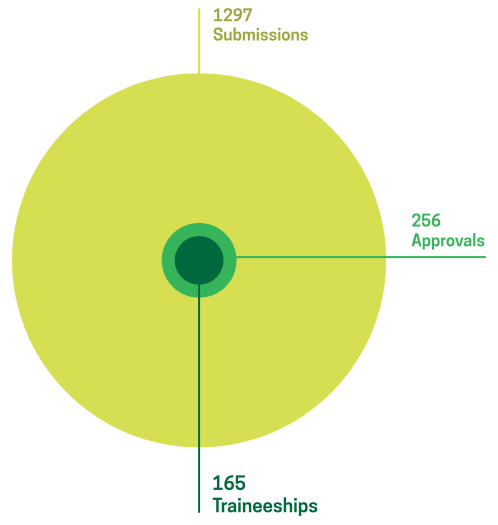 1297
Submissions
256
Approvals
165
Traineeships